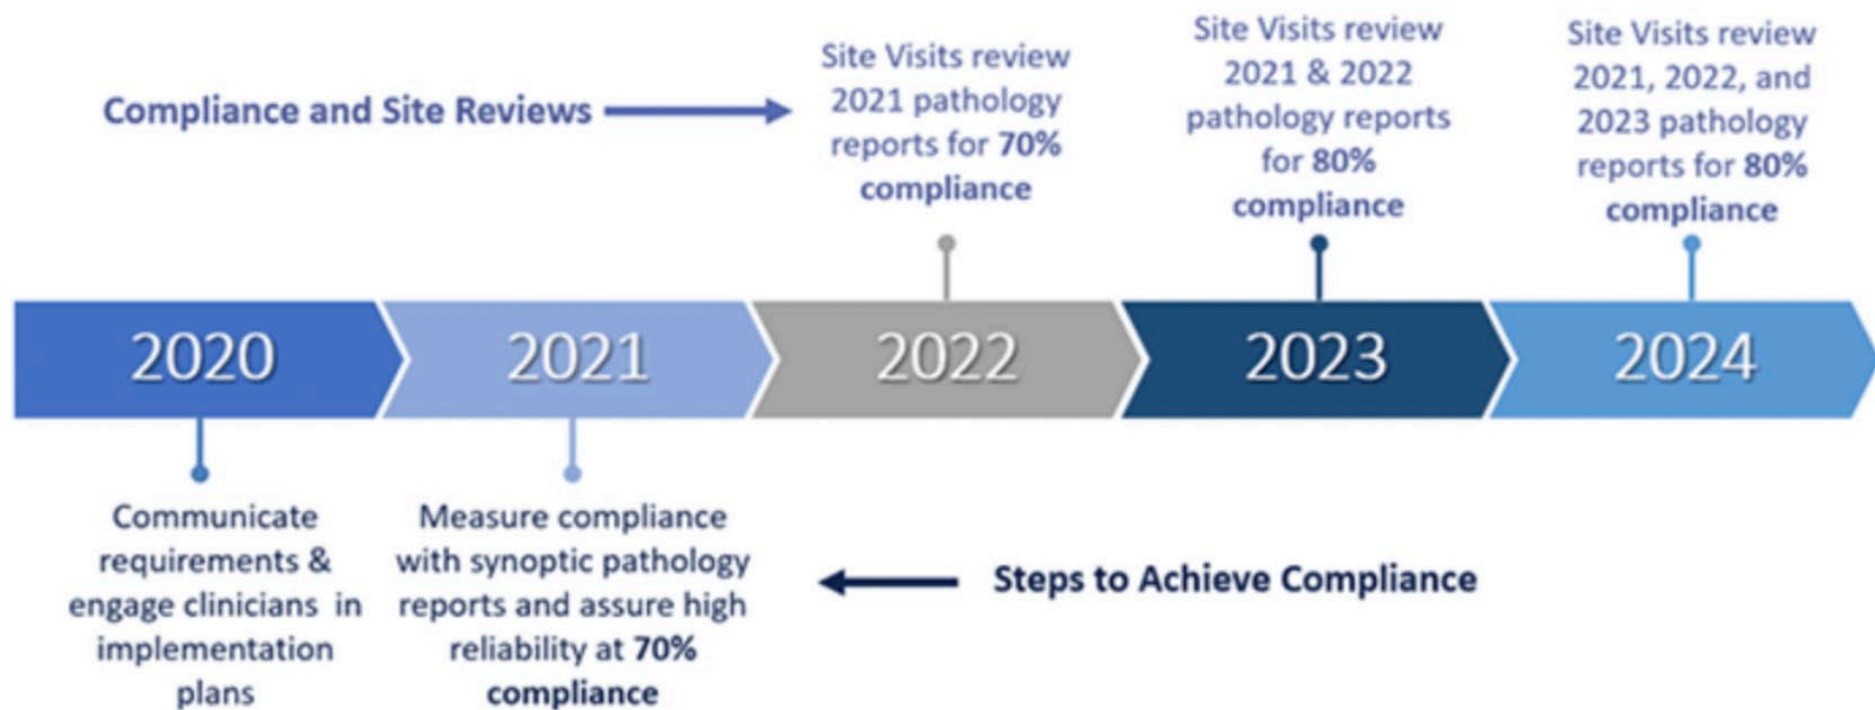 Compliance and Site Reviews
Site Visits review
2021 pathology
reports for 70%
compliance
Site Visits review
2021 & 2022
pathology reports
for 80%
compliance
Site Visits review
2021, 2022, and
2023 pathology
reports for 80%
compliance
2020
2021
2022
2023
2024
Communicate
requirements &
engage clinicians in
implementation
plans
Measure compliance
with synoptic pathology
reports and assure high
reliability at 70%
compliance
Steps to Achieve Compliance